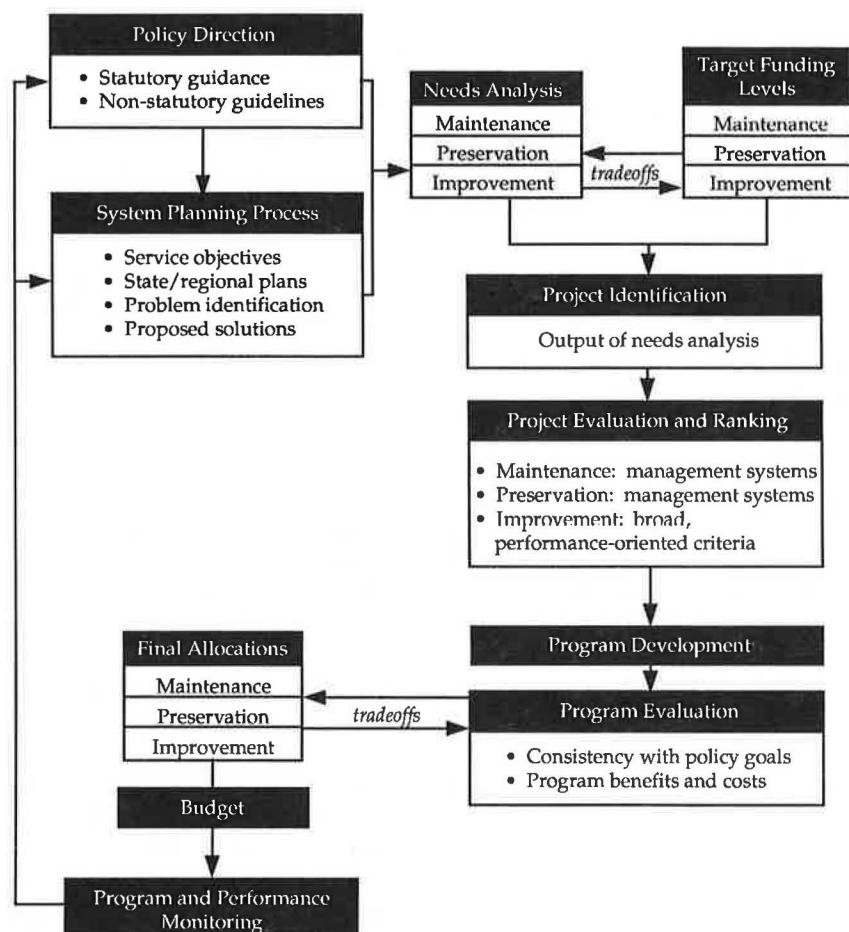 Policy Direction
• Statutory guidance
• Non-statutory guidelines
System Planning Process
• Service objectives
• State/regional plans
• Problem identification
• Proposed solutions
Needs Analysis
Maintenance
Preservation
Improvement
tradeoffs
Target Funding
Levels
Maintenance
Preservation
Improvement
Project Identification
Output of needs analysis
Project Evaluation and Ranking
• Maintenance: management systems
• Preservation: management systems
• Improvement: broad,
performance-oriented criteria
Program Development
Program Evaluation
• Consistency with policy goals
• Program benefits and costs
tradeoffs
Final Allocations
Maintenance
Preservation
Improvement
Budget
Program and Performance
Monitoring